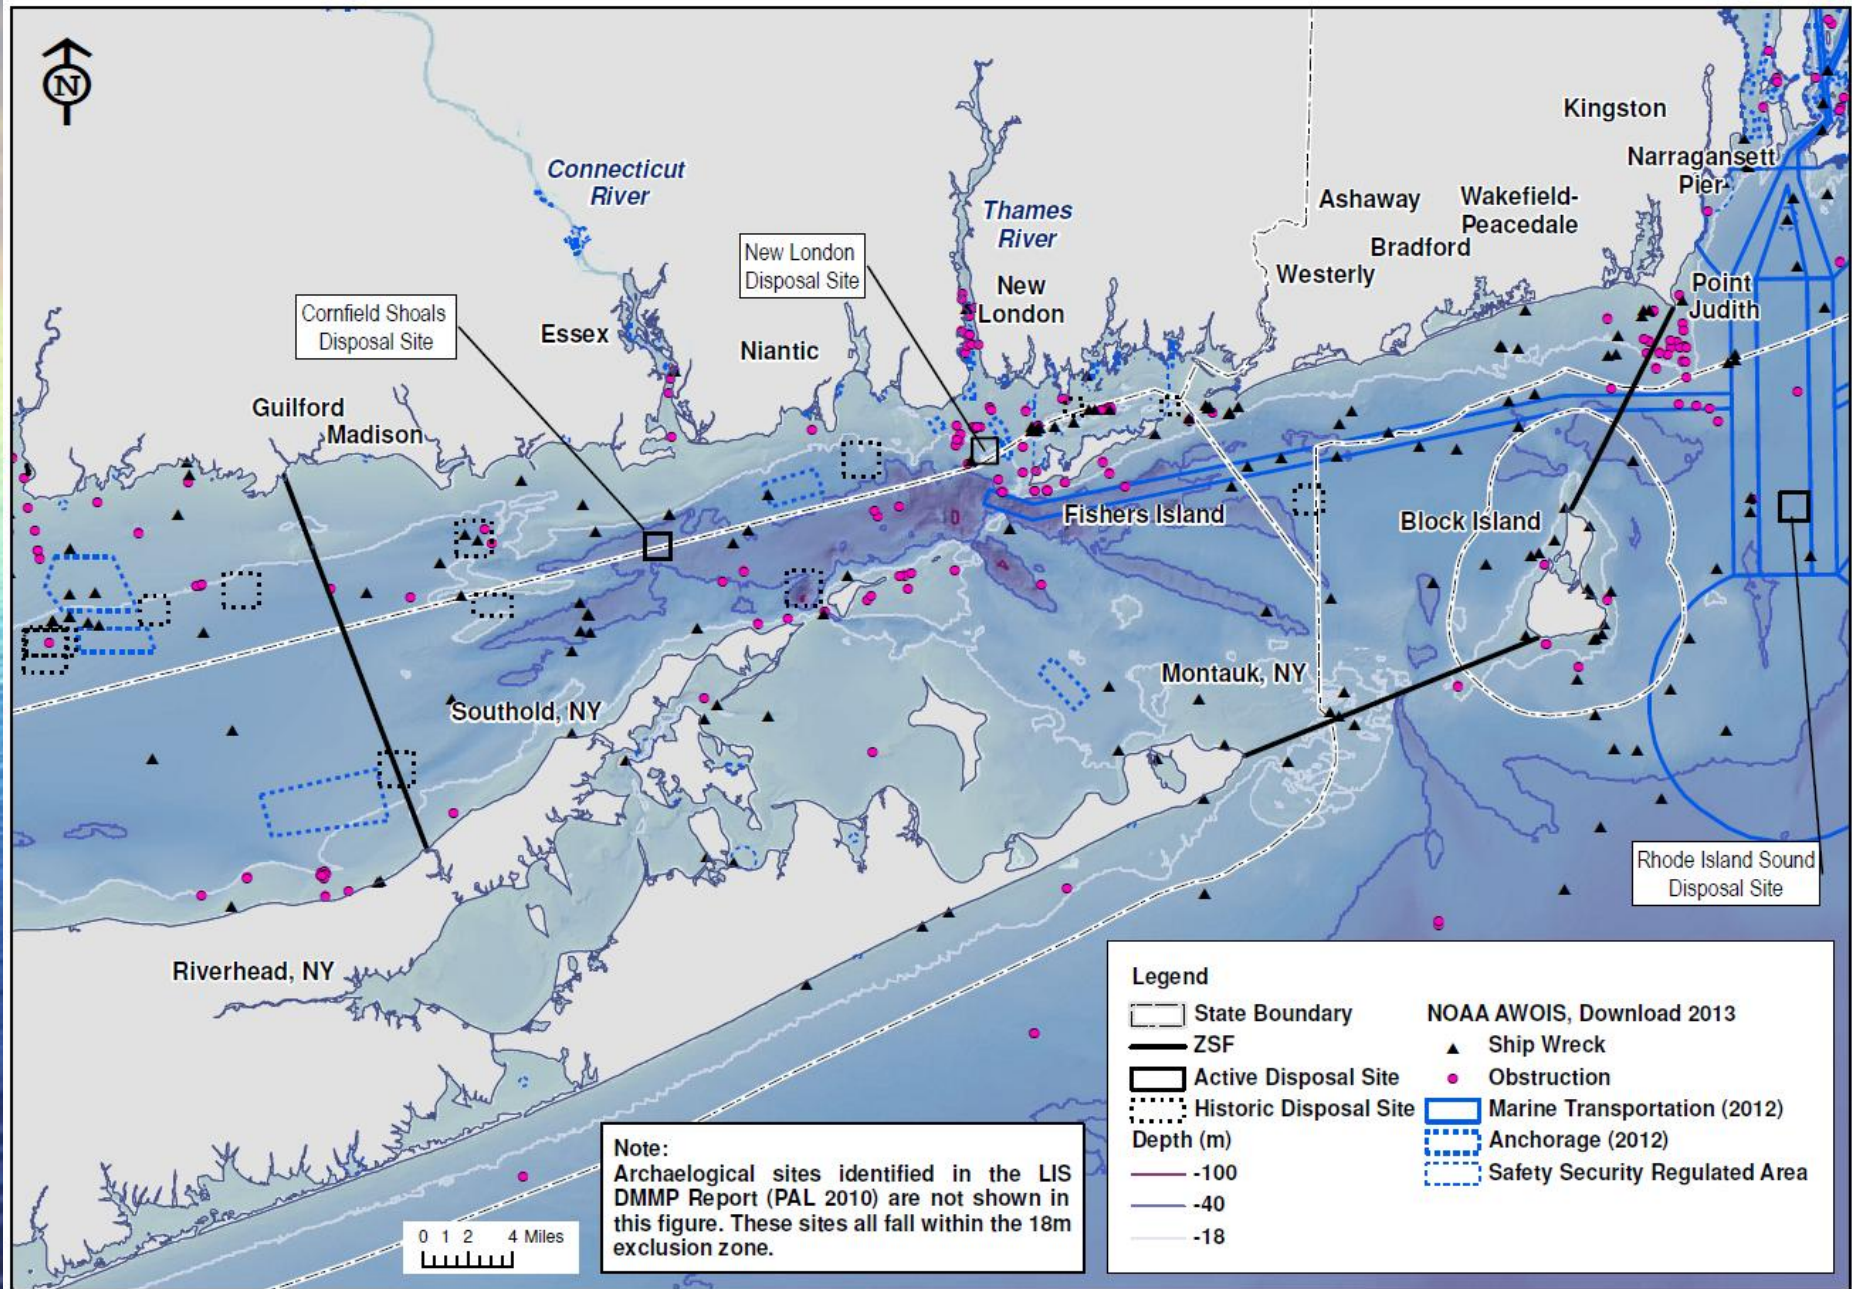 N
Kingston
Narragansett
Pier
Connecticut
River
Ashaway
Wakefield-
Peacedale
Thames
River
Bradford
New London
Disposal Site
Westerly
New
London
Point
Judith
Cornfield Shoals
Disposal Site
Essex
Niantic
Guilford
Madison
Fishers Island
Block Island
Montauk, NY
Southold, NY
Rhode Island Sound
Disposal Site
Riverhead, NY
Legend
State Boundary
ZSF
Active Disposal Site
Historic Disposal Site
Depth (m)
-100
-40
-18
NOAA AWOIS, Download 2013
Ship Wreck
Obstruction
Marine Transportation (2012)
Anchorage (2012)
Safety Security Regulated Area
Note:
Archaelogical sites identified in the LIS
DMMP Report (PAL 2010) are not shown in
this figure. These sites all fall within the 18m
exclusion zone.
0 1 2 4 Miles